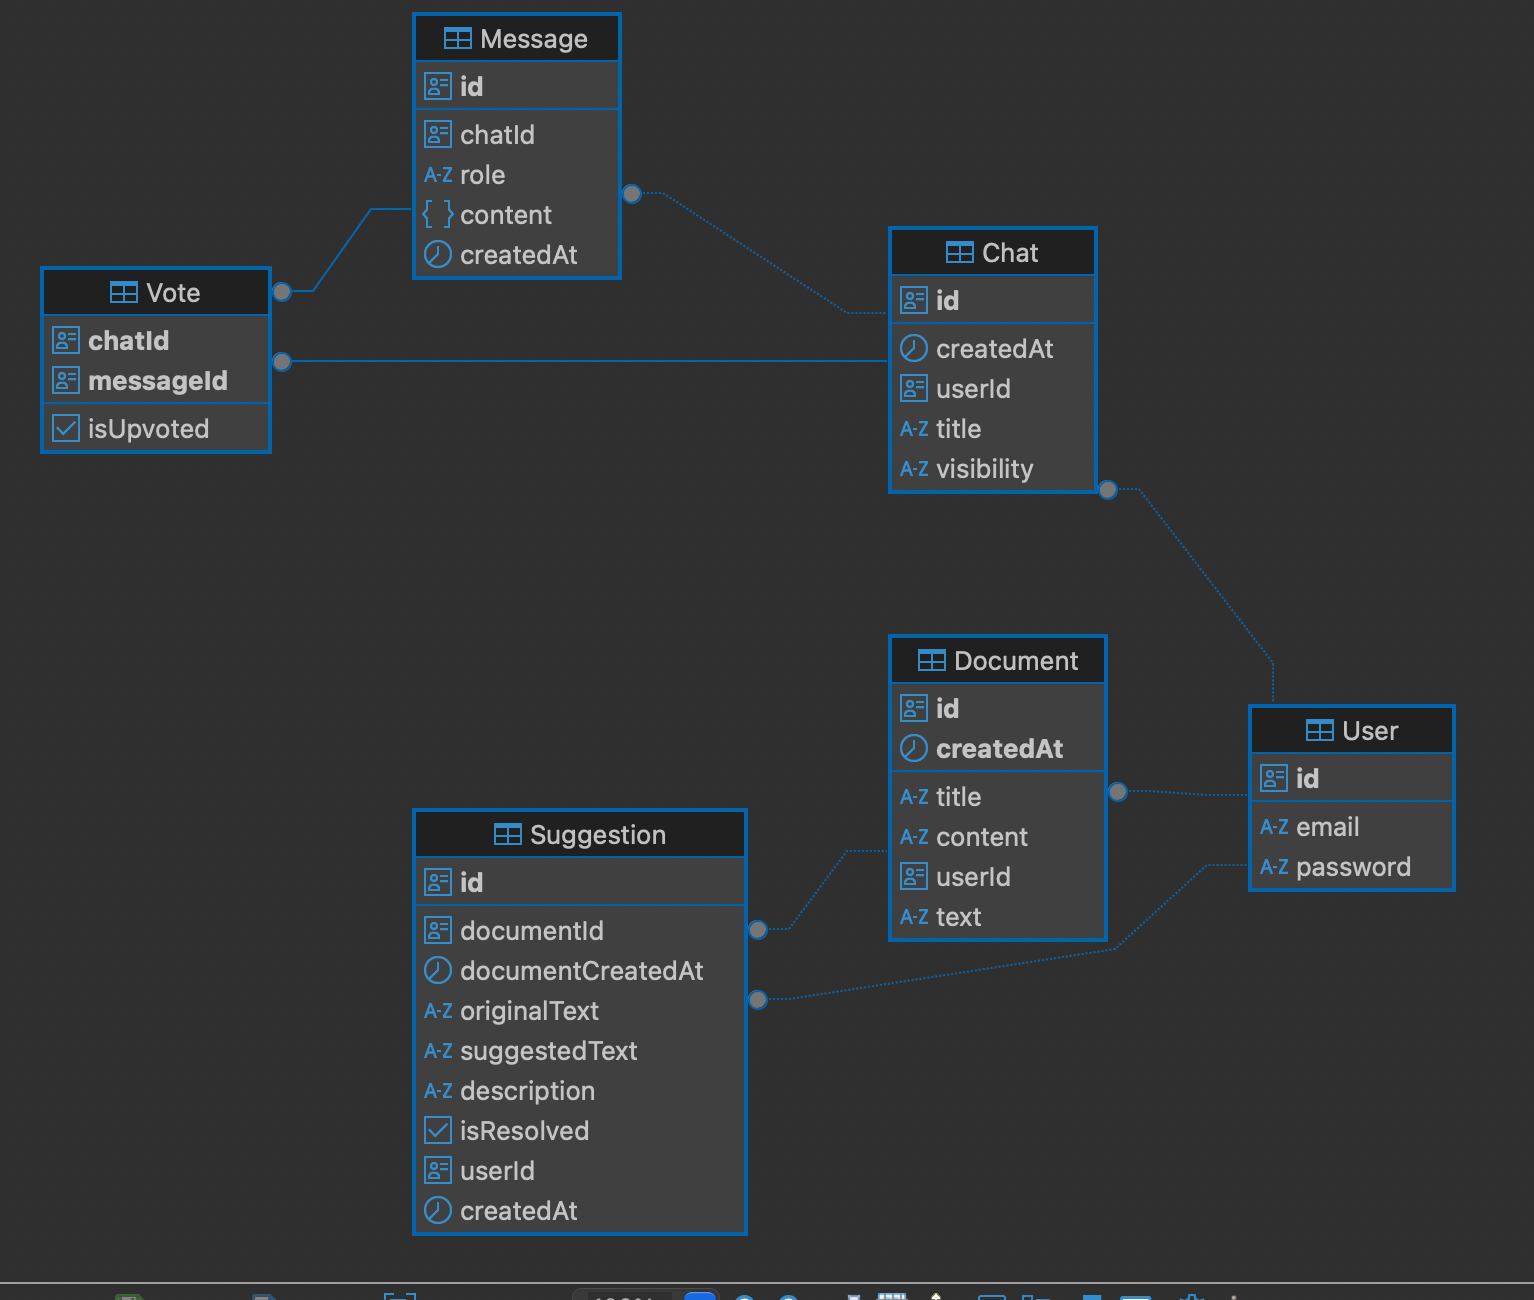 Message
id
chatId
A-Z role
{ } content
createdAt
Vote
chatId
messageId
isUpvoted
Chat
id
createdAt
userId
A-Z title
A-Z visibility
Document
id
createdAt
A-Z title
A-Z content
userId
A-Z text
User
id
A-Z email
A-Z password
Suggestion
id
documentId
documentCreatedAt
A-Z originalText
A-Z suggestedText
A-Z description
isResolved
userId
createdAt